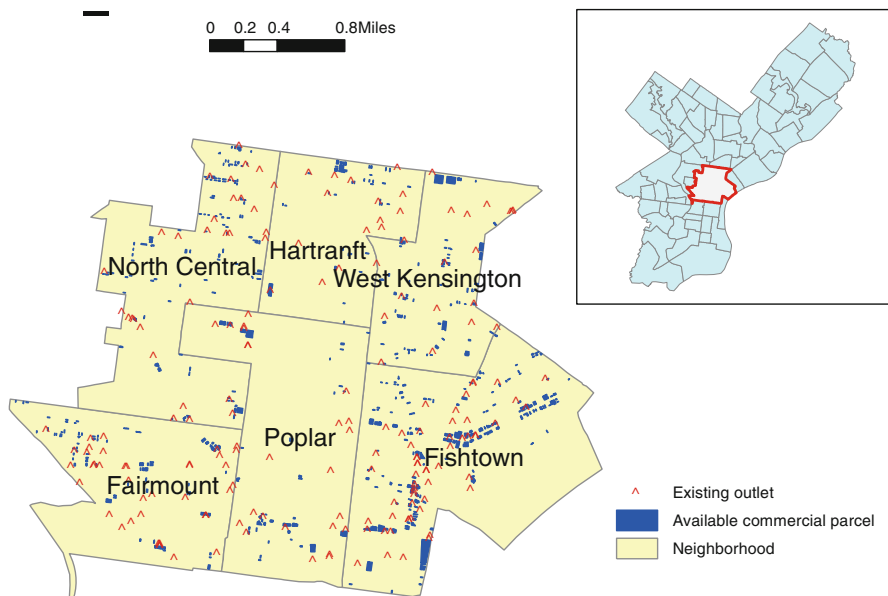 0 0.2 0.4 0.8Miles
Hartranft
North Central
West Kensington
Poplar
Fishtown
Fairmount
Existing outlet
Available commercial parcel
Neighborhood